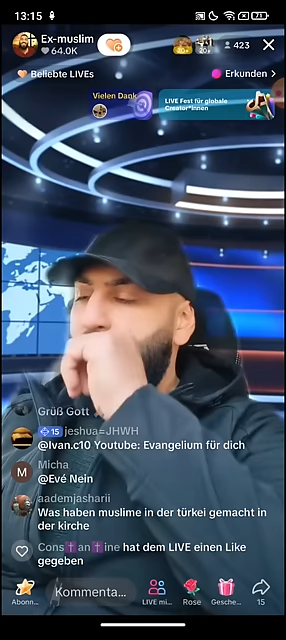 13:15
73
Ex-muslim
64.0K
20+
423
Beliebte LIVEs
Erkunden
Vielen Dank
LIVE Fest für globale
Creator*innen
Grüß Gott
15 jeshua=JHWH
@Ivan.c10 Youtube: Evangelium für dich
Micha
M
@Evé Nein
aademjasharii
Was haben muslime in der türkei gemacht in
der kirche
Cons✝️an✝️ine hat dem LIVE einen Like
gegeben
Abonn...
Kommenta...
LIVE mi...
Rose
Gesche...
15